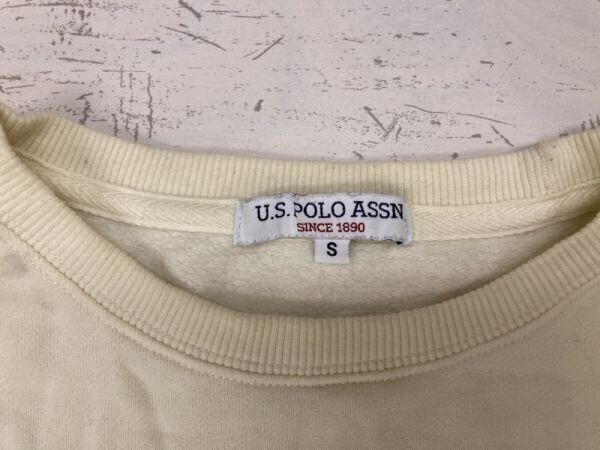 U.S. POLO ASSN.
SINCE 1890
S